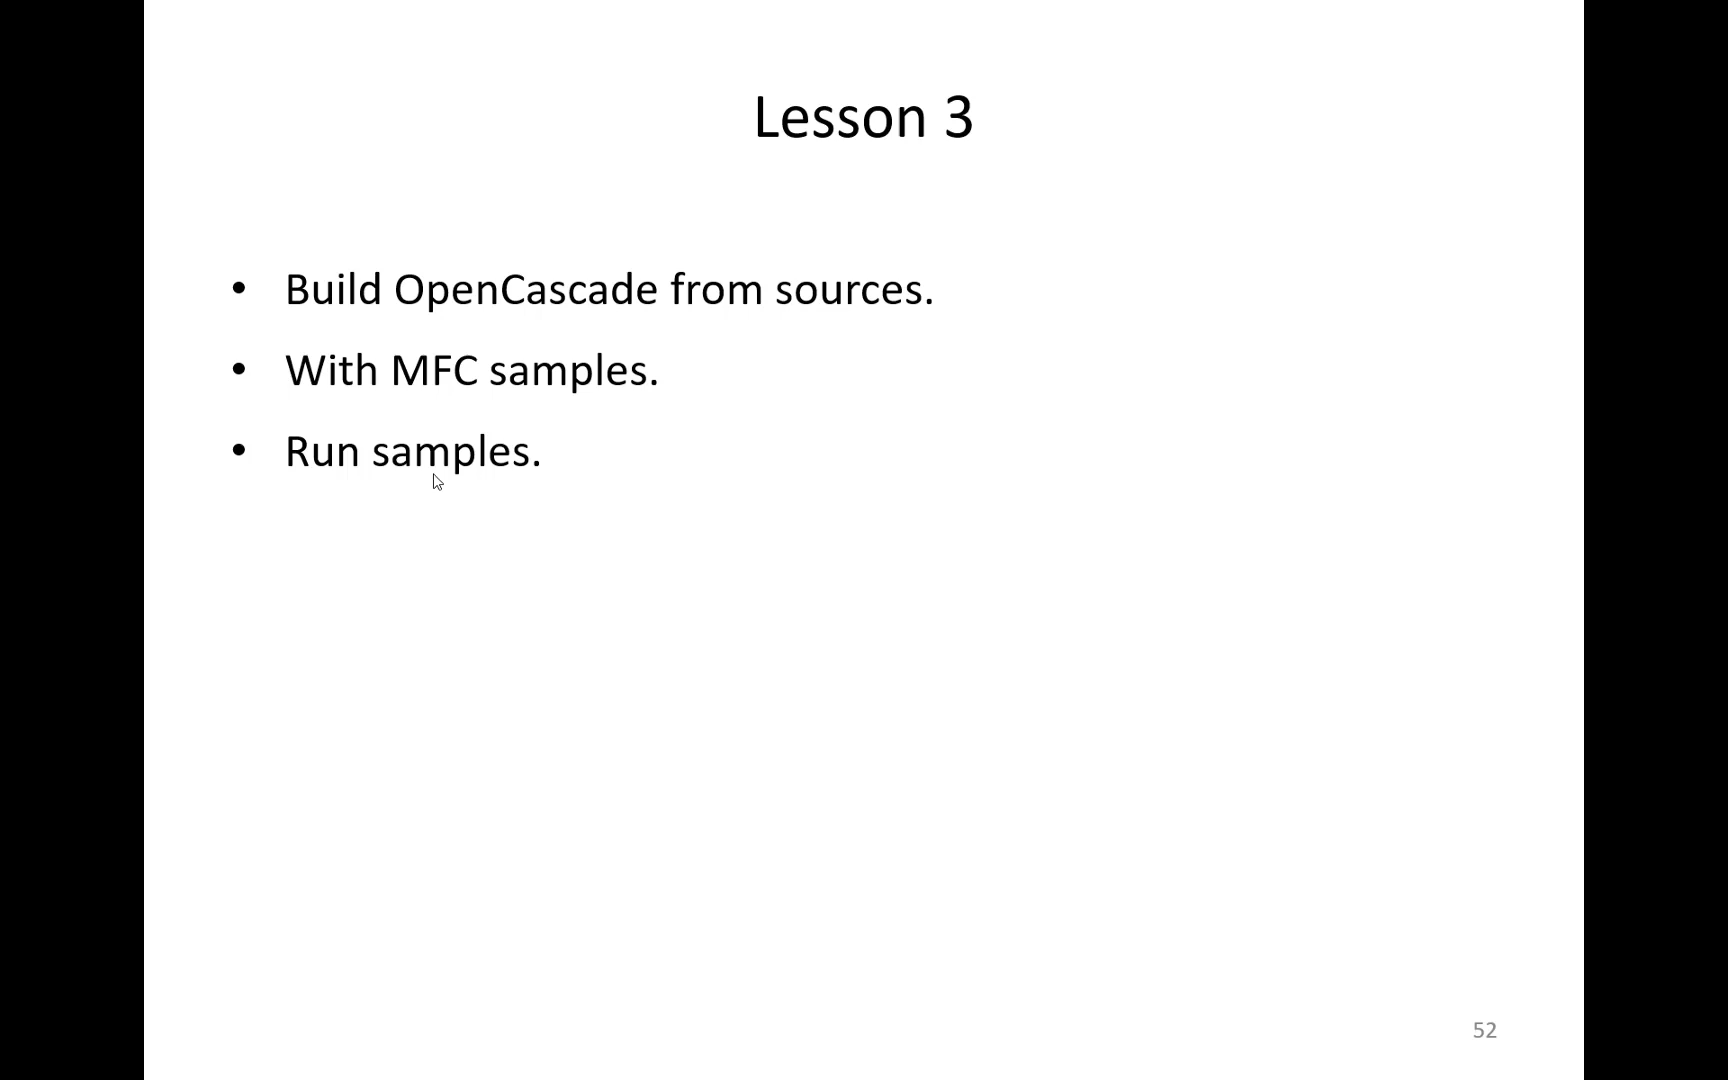 Lesson 3
• Build OpenCascade from sources.
• With MFC samples.
• Run samples.
52